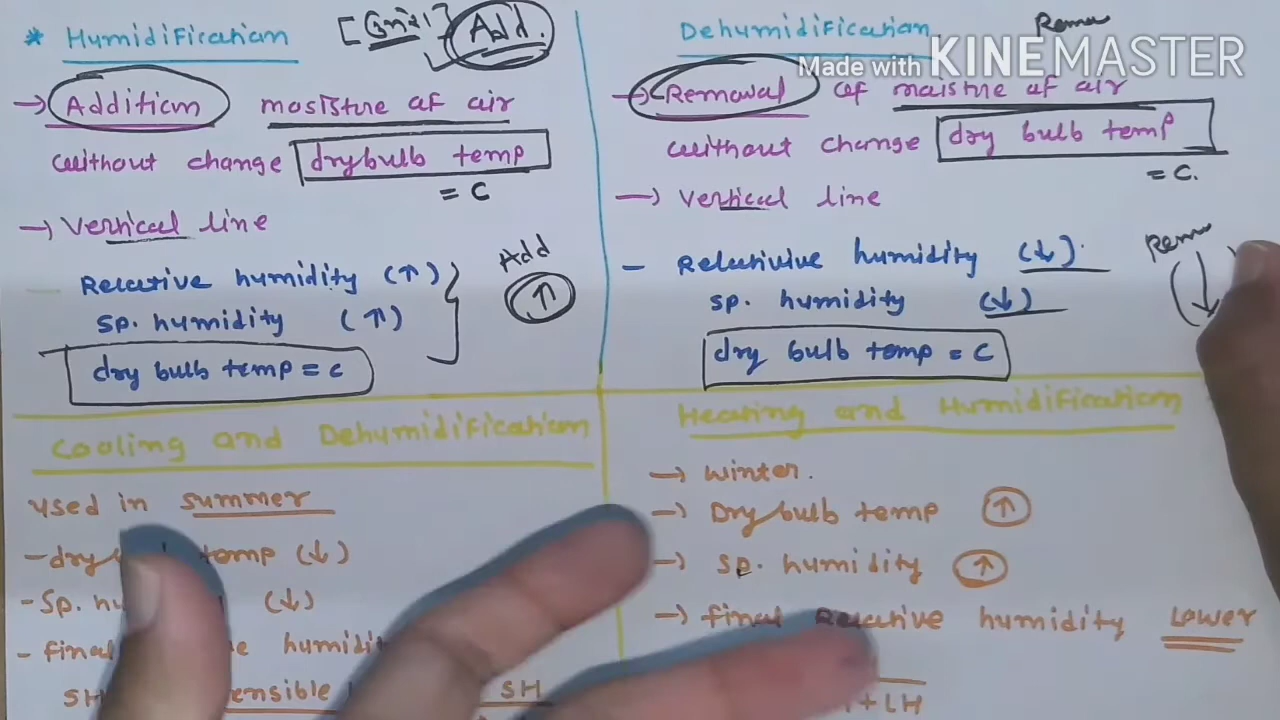 * Humidification [Gain] Add.
→ Addition mositure of air
without change dry bulb temp
= C
→ Vertical line
Relative humidity (↑)
sp. humidity (↑)
Add
↑
dry bulb temp = C
Dehumidification
Made with KINEMASTER
→ Removal of moisture of air
without change dry bulb temp
= C.
→ Vertical line
- Relative humidity (↓)
sp. humidity (↓)
(↓
dry bulb temp = C
Cooling and Dehumidification
Used in summer
- dry temp (↓)
- Sp. (↓)
- final
SH SH
Heating and Humidification
→ Winter.
→ Dry bulb temp ↑
→ Sp. humidity ↑
→ final Relative humidity Lower
+ LH